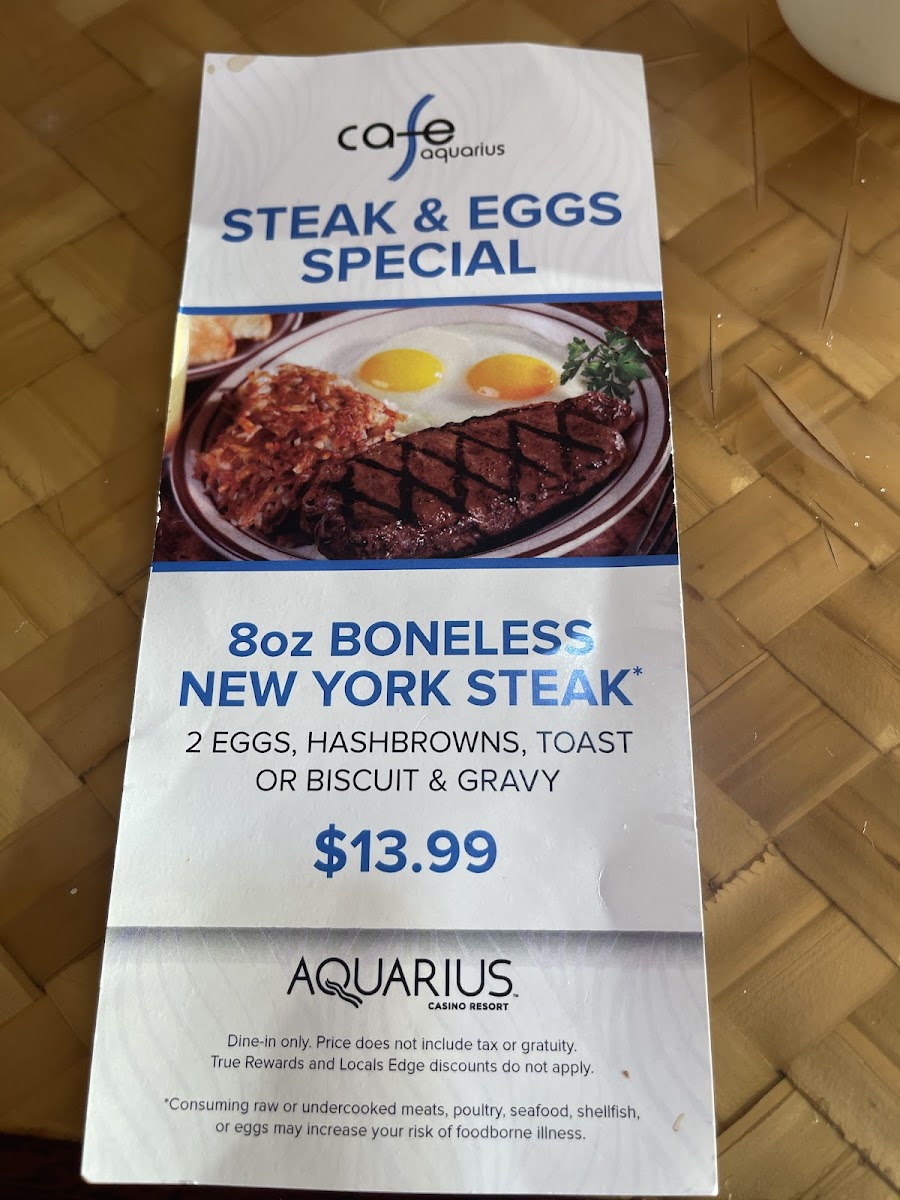 cafe
aquarius
STEAK & EGGS
SPECIAL
8oz BONELESS
NEW YORK STEAK*
2 EGGS, HASHBROWNS, TOAST
OR BISCUIT & GRAVY
$13.99
AQUARIUS™
CASINO RESORT
Dine-in only. Price does not include tax or gratuity.
True Rewards and Locals Edge discounts do not apply.
*Consuming raw or undercooked meats, poultry, seafood, shellfish,
or eggs may increase your risk of foodborne illness.